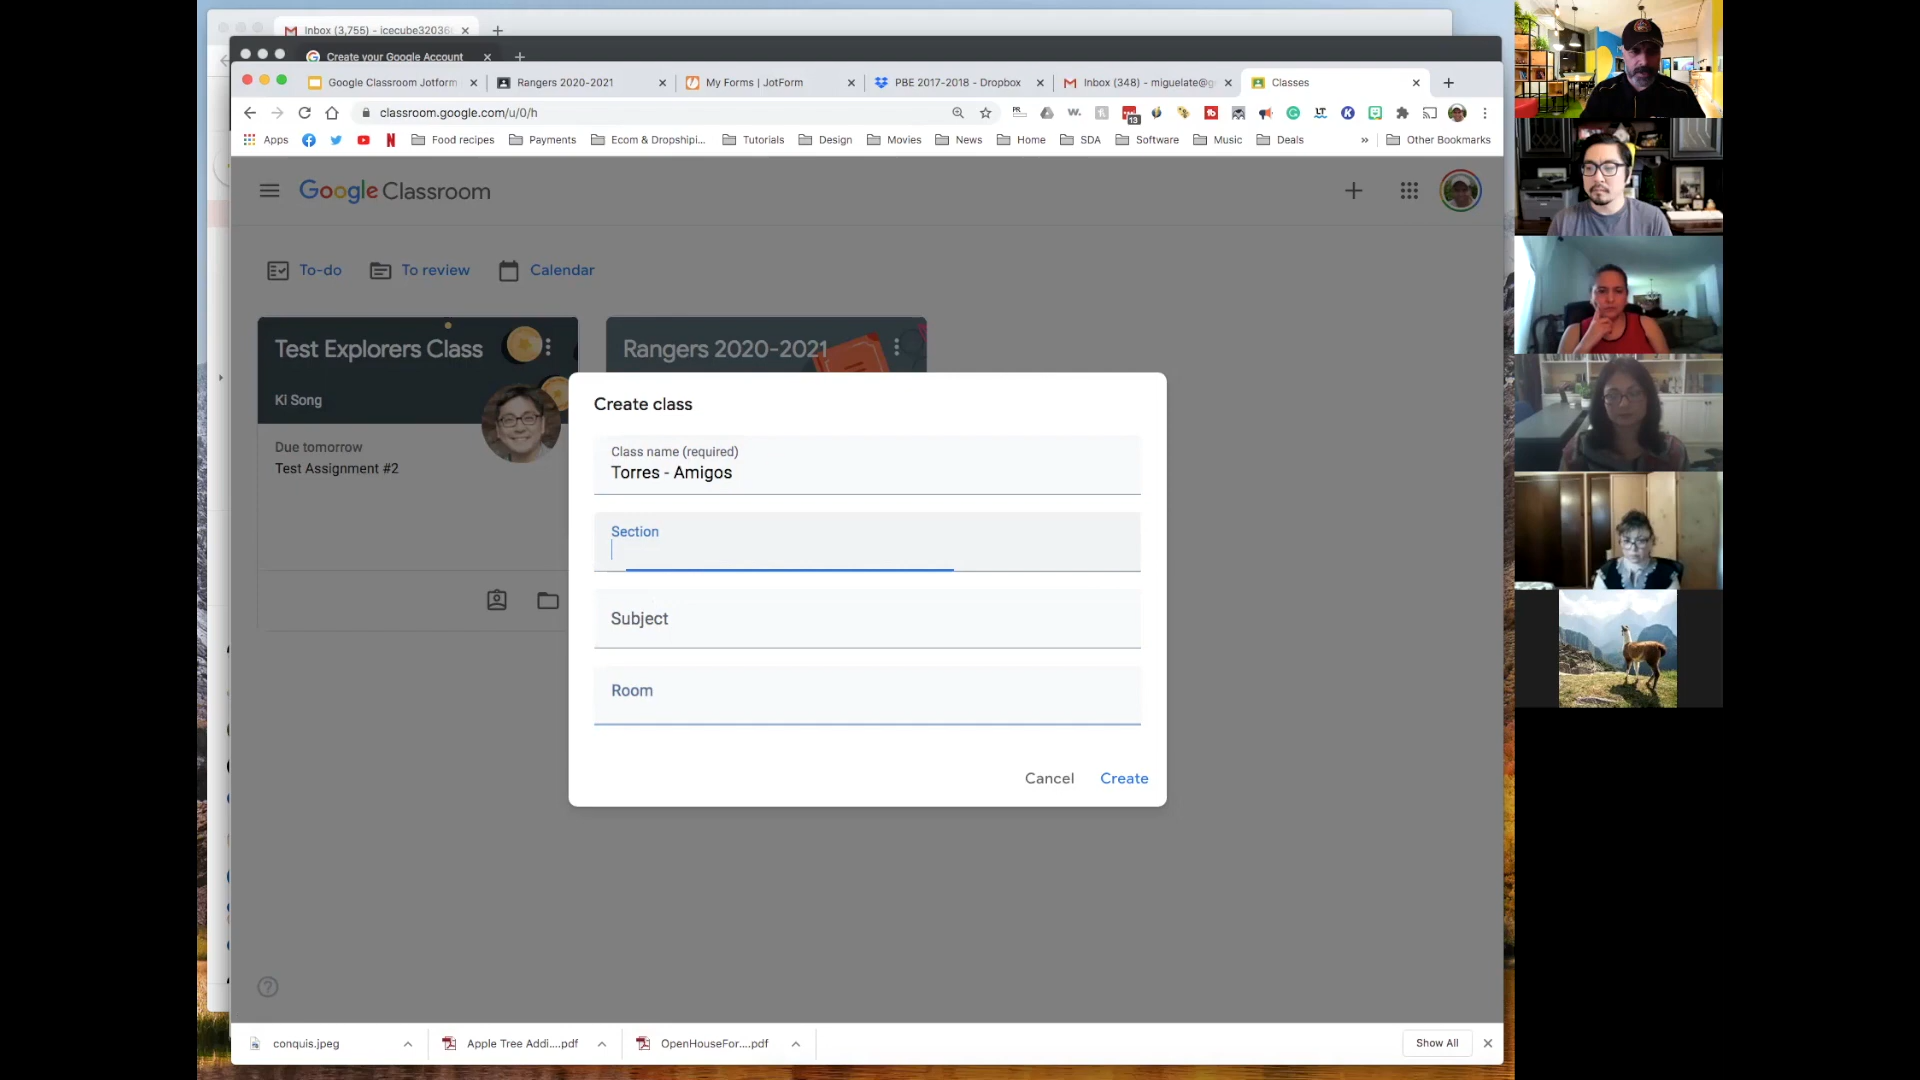 Inbox (3,755) - icecube32036
Create your Google Account
Google Classroom Jotform
Rangers 2020-2021
My Forms | JotForm
PBE 2017-2018 - Dropbox
Inbox (348) - miguelate@g
Classes
classroom.google.com/u/0/h
13
Apps
Food recipes
Payments
Ecom & Dropshipi...
Tutorials
Design
Movies
News
Home
SDA
Software
Music
Deals
»
Other Bookmarks
Google Classroom
To-do
To review
Calendar
Test Explorers Class
Ki Song
Due tomorrow
Test Assignment #2
Rangers 2020-2021
Create class
Class name (required)
Torres - Amigos
Section
Subject
Room
Cancel
Create
conquis.jpeg
Apple Tree Addi....pdf
OpenHouseFor....pdf
Show All